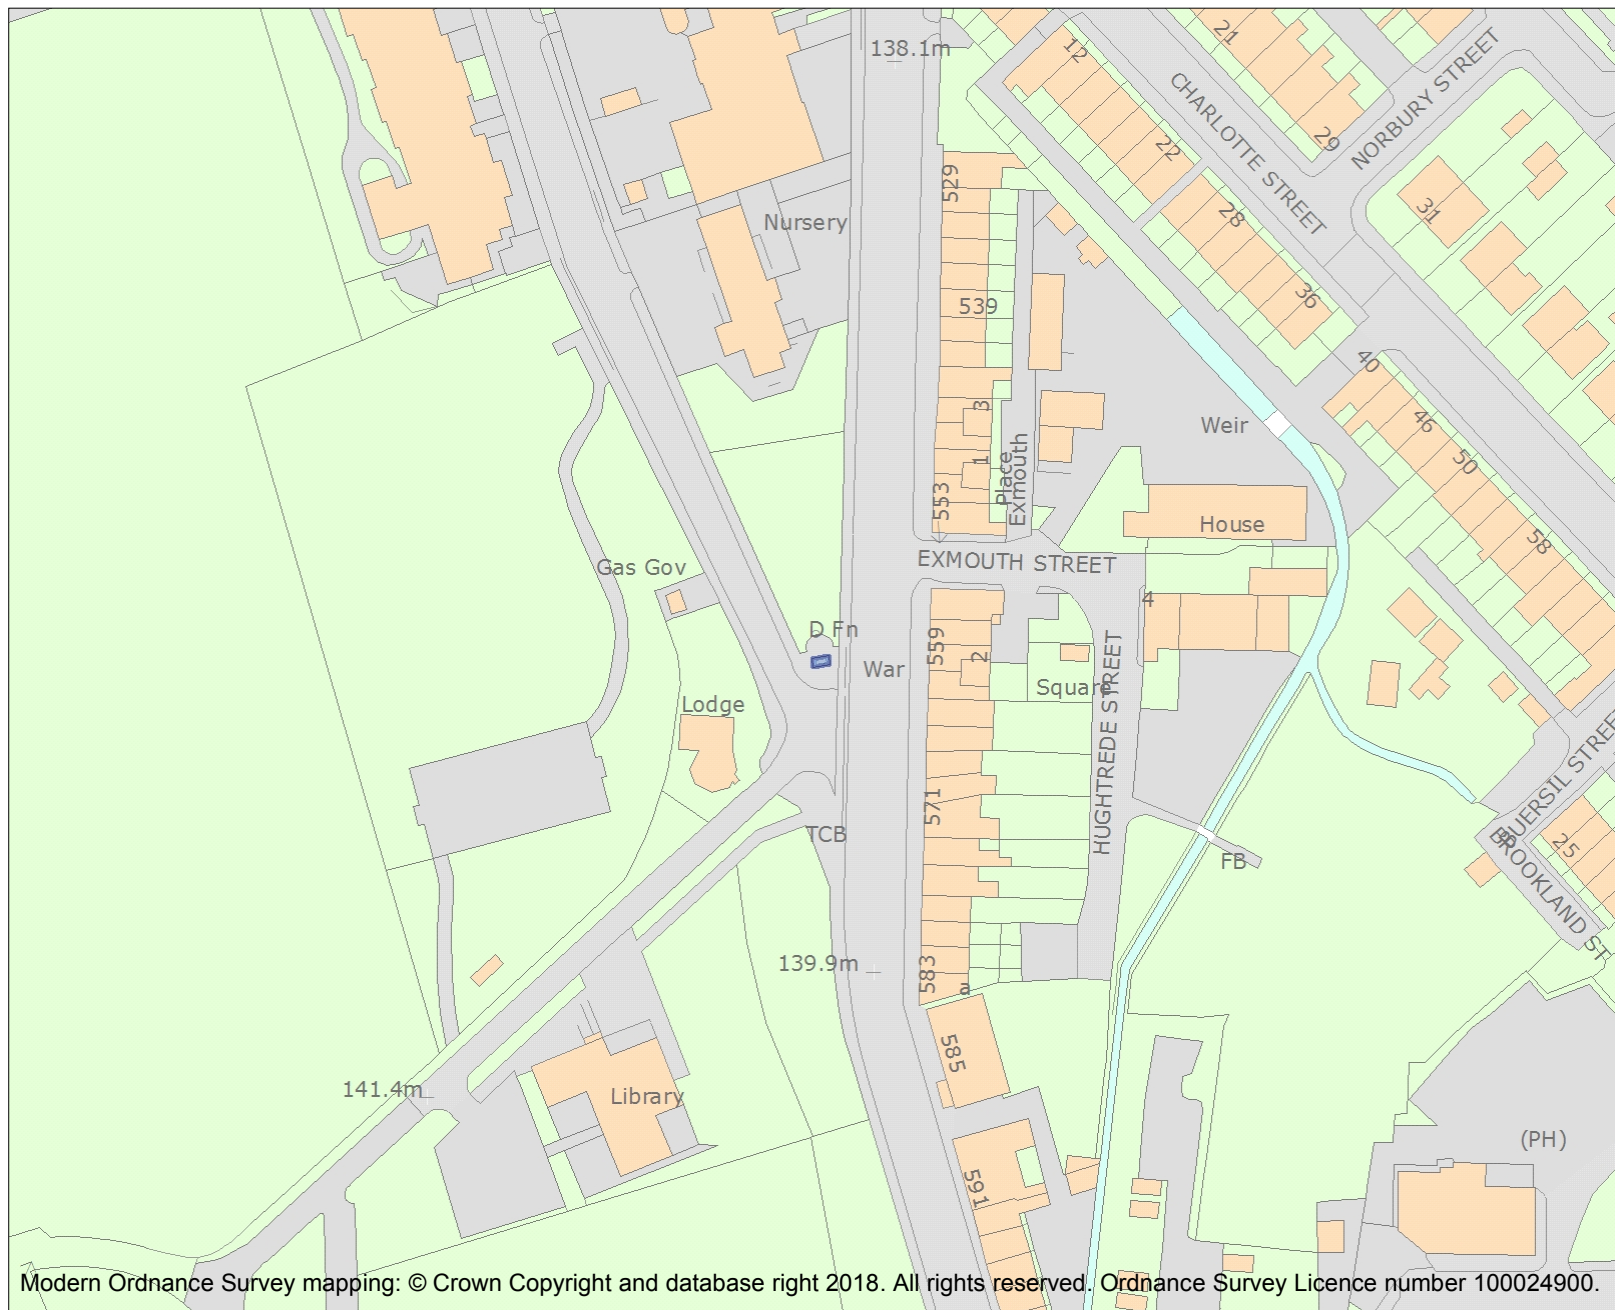 138.1m
12
21
CHARLOTTE STREET
NORBURY STREET
29
22
529
Nursery
28
31
539
36
40
3
Weir
46
1
Place
Exmouth
50
553
House
58
EXMOUTH STREET
Gas Gov
4
D Fn
559
2
War
Square
HUGHTREDE STREET
Lodge
571
TCB
FB
25
BROOKLAND ST
139.9m
583
a
585
141.4m
Library
(PH)
591
Modern Ordnance Survey mapping: © Crown Copyright and database right 2018. All rights reserved. Ordnance Survey Licence number 100024900.